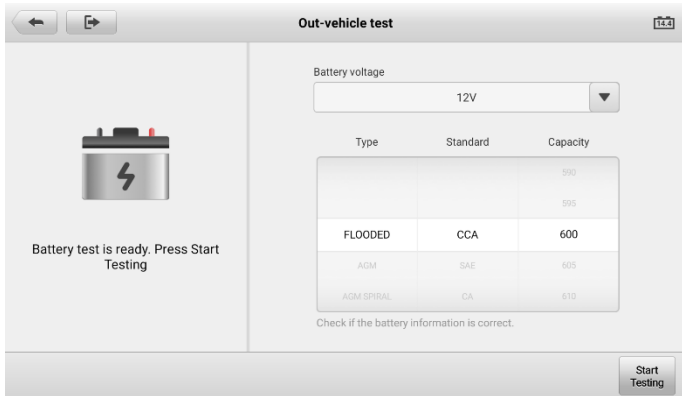 Out-vehicle test
14.4
Battery voltage
12V
Type Standard Capacity
590
595
FLOODED CCA 600
AGM SAE 605
AGM SPIRAL CA 610
Check if the battery information is correct.
Battery test is ready. Press Start
Testing
Start
Testing